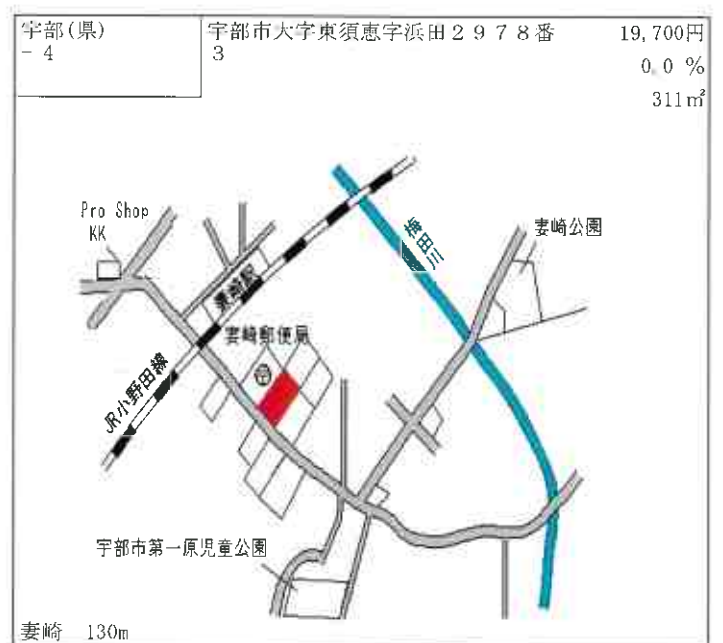 宇部(県)
- 4
宇部市大字東須恵字浜田2978番
3
19,700円
0.0 %
311㎡
Pro Shop
KK
妻崎駅
妻崎郵便局
JR小野田線
梅田川
妻崎公園
宇部市第一原児童公園
妻崎 130m